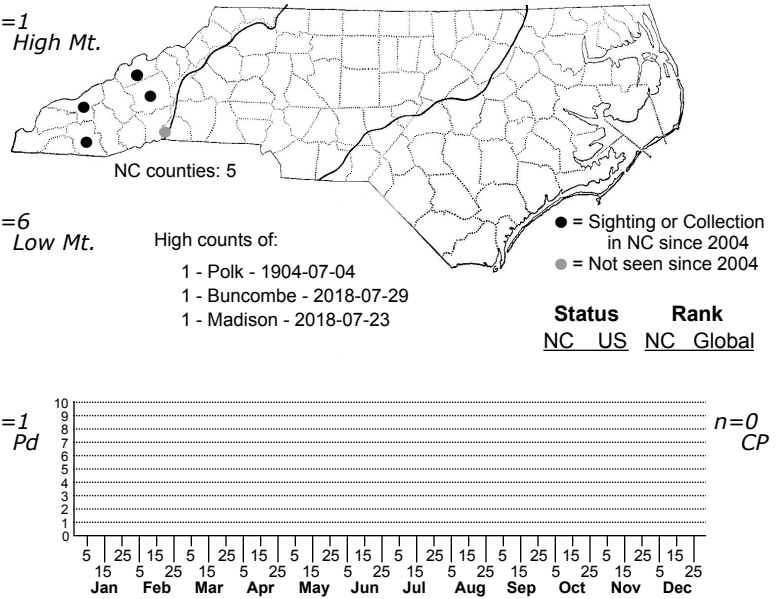 =1
High Mt.
NC counties: 5
=6
Low Mt.
High counts of:
1 - Polk - 1904-07-04
1 - Buncombe - 2018-07-29
1 - Madison - 2018-07-23
● = Sighting or Collection
in NC since 2004
● = Not seen since 2004
Status Rank
NC US NC Global
=1
Pd
n=0
CP
10
9
8
7
6
5
4
3
2
1
0
5 25 15 5 25 15 5 25 15 5 25 15 5 25 15 5 25 15
15 5 25 15 5 25 15 5 25 15 5 25 15 5 25 15 5 25
Jan Feb Mar Apr May Jun Jul Aug Sep Oct Nov Dec